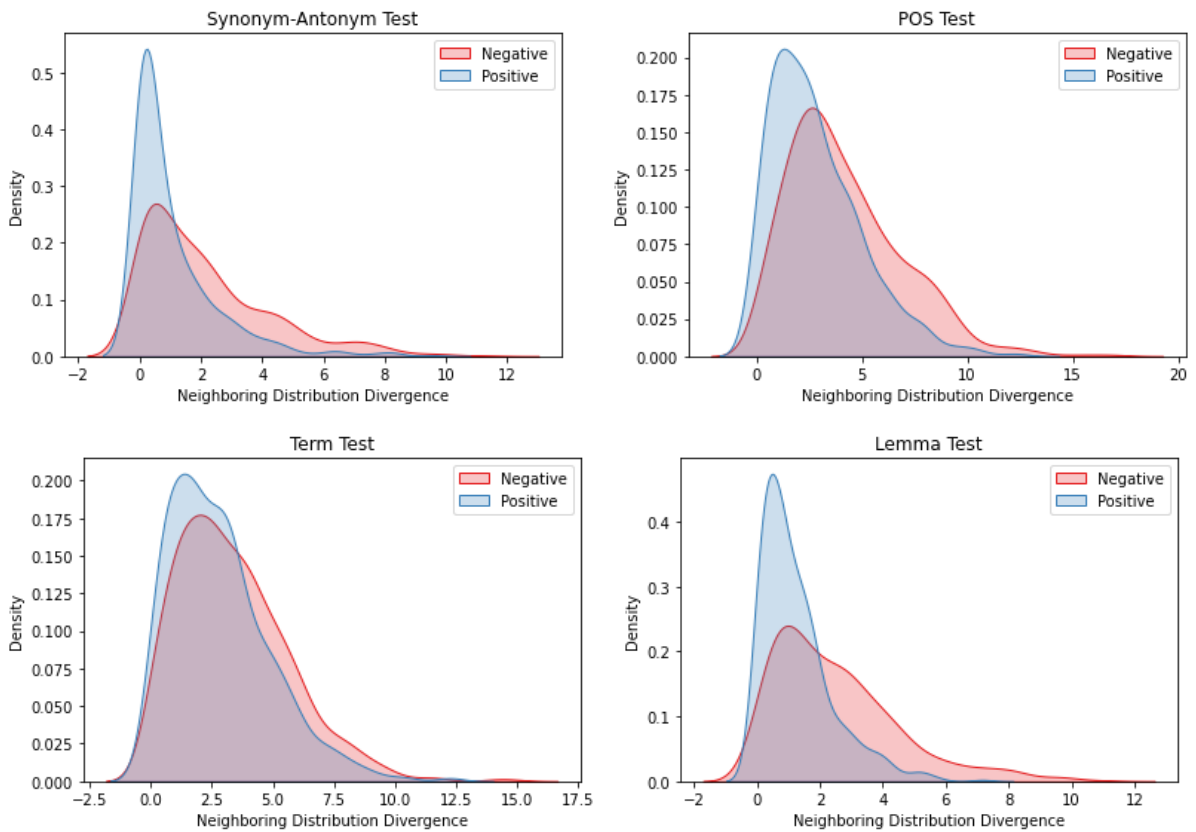 Synonym-Antonym Test
Negative
Positive
0.5
0.4
0.3
0.2
0.1
0.0
Density
−2 0 2 4 6 8 10 12
Neighboring Distribution Divergence
POS Test
Negative
Positive
0.200
0.175
0.150
0.125
0.100
0.075
0.050
0.025
0.000
Density
0 5 10 15 20
Neighboring Distribution Divergence
Term Test
Negative
Positive
0.200
0.175
0.150
0.125
0.100
0.075
0.050
0.025
0.000
Density
−2.5 0.0 2.5 5.0 7.5 10.0 12.5 15.0 17.5
Neighboring Distribution Divergence
Lemma Test
Negative
Positive
0.4
0.3
0.2
0.1
0.0
Density
−2 0 2 4 6 8 10 12
Neighboring Distribution Divergence